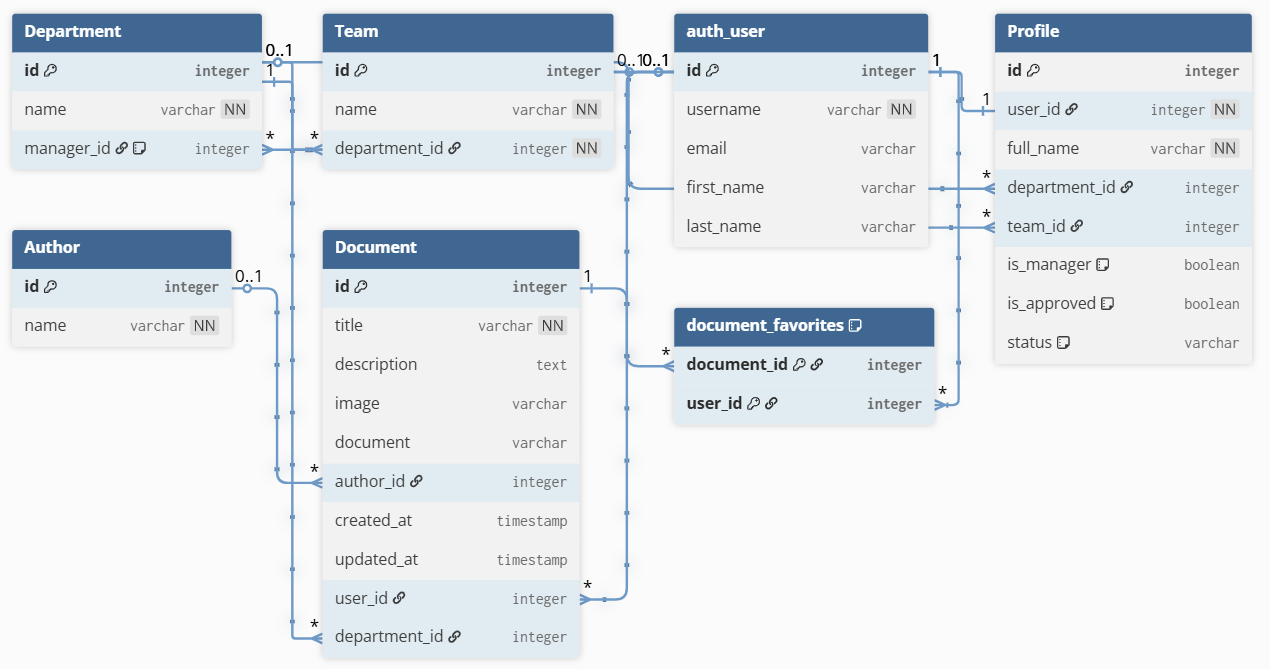 Department
id integer
name varchar NN
manager_id integer
Team
id integer
name varchar NN
department_id integer NN
auth_user
id integer
username varchar NN
email varchar
first_name varchar
last_name varchar
Profile
id integer
user_id integer NN
full_name varchar NN
department_id integer
team_id integer
is_manager boolean
is_approved boolean
status varchar
Author
id integer
name varchar NN
Document
id integer
title varchar NN
description text
image varchar
document varchar
author_id integer
created_at timestamp
updated_at timestamp
user_id integer
department_id integer
document_favorites
document_id integer
user_id integer
0..1
1
*
*
0..1
0..1
1
1
*
*
0..1
1
*
*
*
*
*